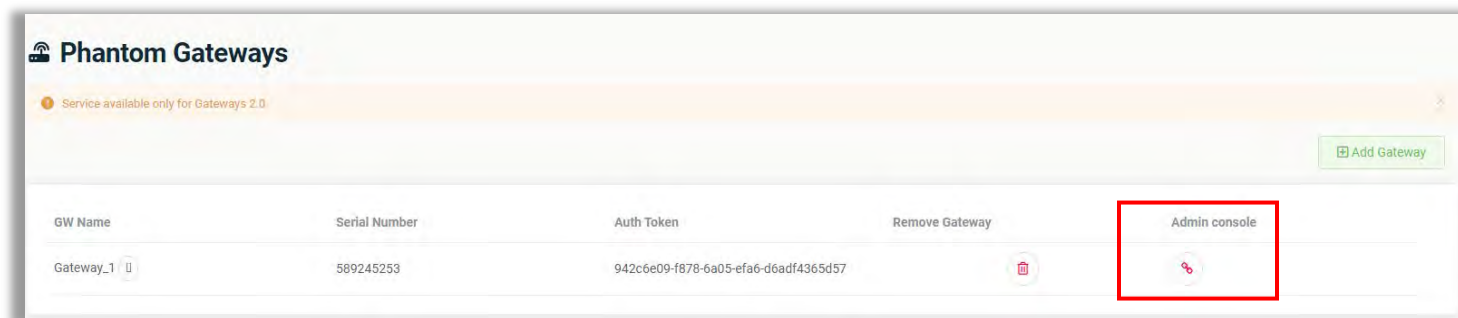 Phantom Gateways
Service available only for Gateways 2.0
Add Gateway
GW Name Serial Number Auth Token Remove Gateway Admin console
Gateway_1 589245253 942c6e09-f878-6a05-efa6-d6adf4365d57